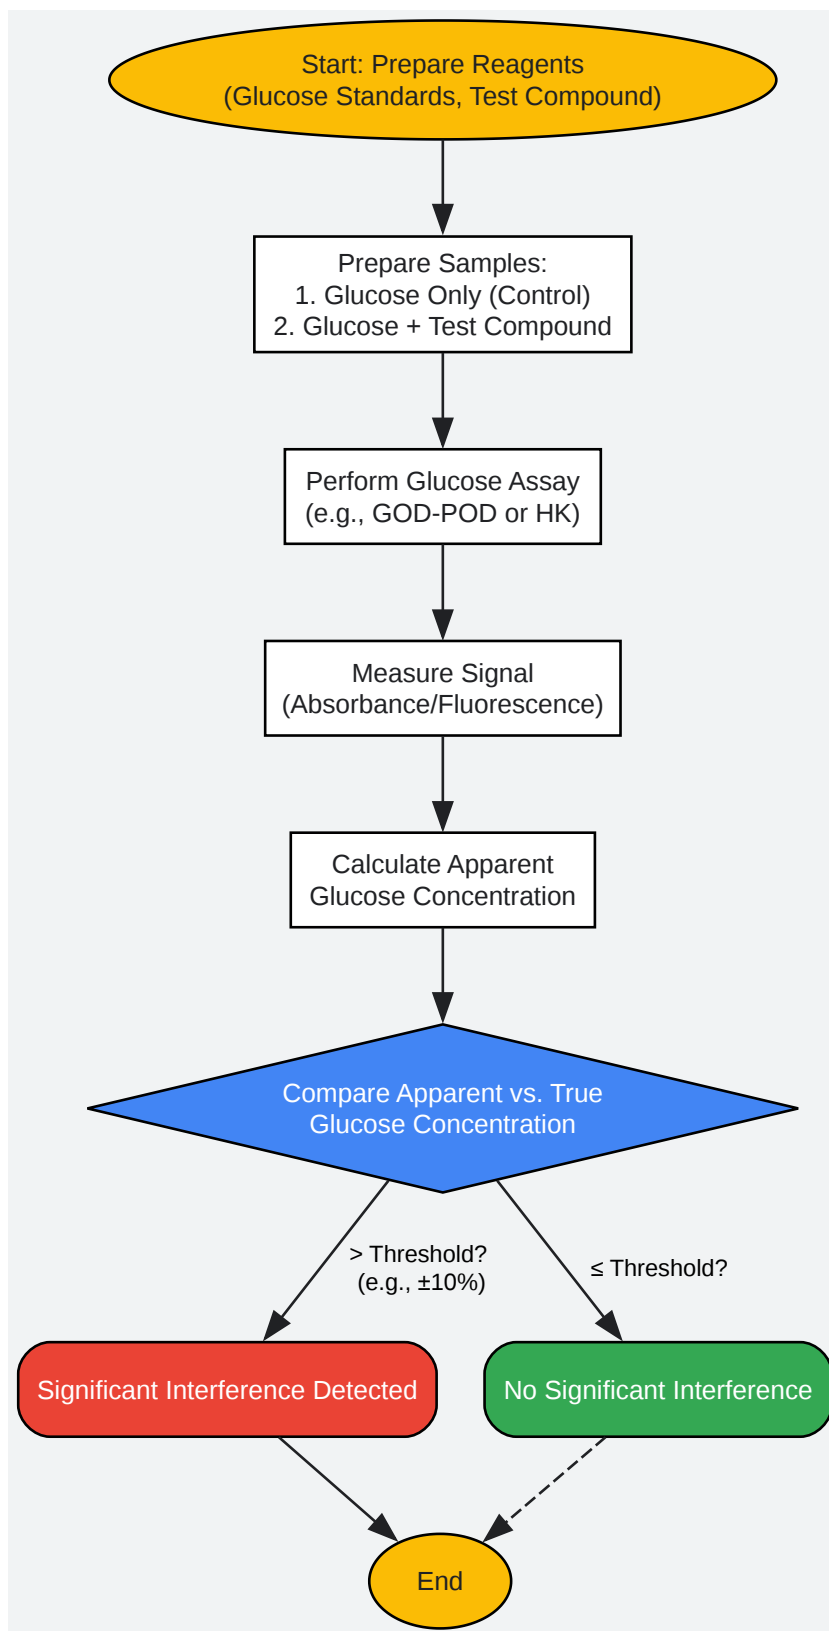 Start: Prepare Reagents
(Glucose Standards, Test Compound)
Prepare Samples:
1. Glucose Only (Control)
2. Glucose + Test Compound
Perform Glucose Assay
(e.g., GOD-POD or HK)
Measure Signal
(Absorbance/Fluorescence)
Calculate Apparent
Glucose Concentration
Compare Apparent vs. True
Glucose Concentration
> Threshold?
(e.g., ±10%)
≤ Threshold?
Significant Interference Detected
No Significant Interference
End